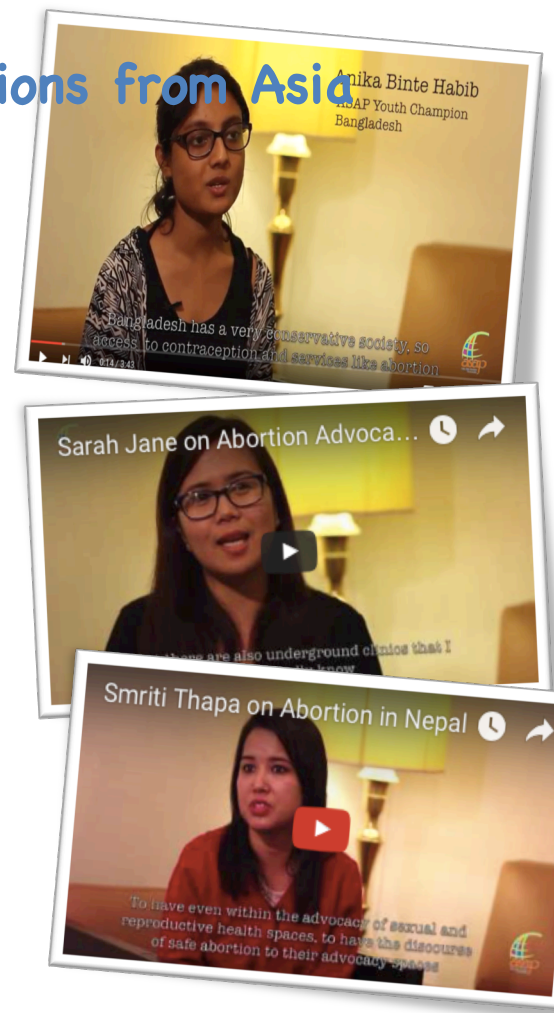 ions from Asia
Anika Binte Habib
ASAP Youth Champion
Bangladesh
Bangladesh has a very conservative society, so
access to contraception and services like abortion
0:14 / 3:43
asap
Sarah Jane on Abortion Advoca...
there are also underground clinics that I
know
Smriti Thapa on Abortion in Nepal
To have even within the advocacy of sexual and
reproductive health spaces, to have the discourse
of safe abortion to their advocacy spaces
asap